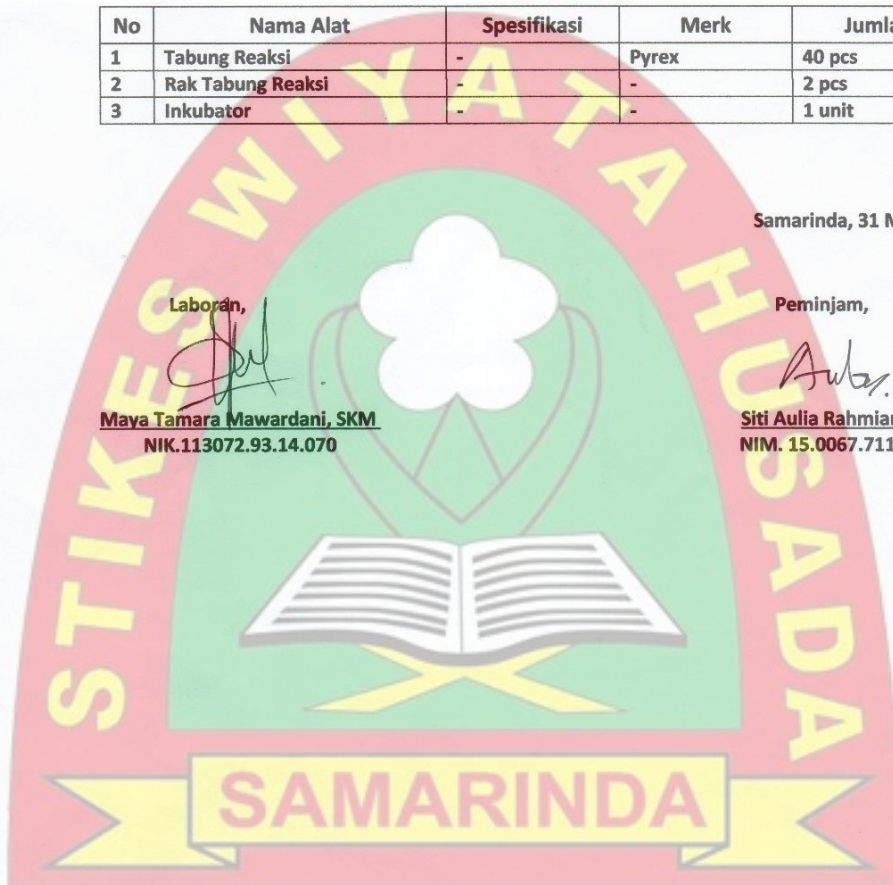 No Nama Alat Spesifikasi Merk Jumla
1 Tabung Reaksi - Pyrex 40 pcs
2 Rak Tabung Reaksi - - 2 pcs
3 Inkubator - - 1 unit
Samarinda, 31 M
Laboran,
Peminjam,
Maya Tamara Mawardani, SKM
NIK.113072.93.14.070
Siti Aulia Rahmian
NIM. 15.0067.711
STIKES WIYATA HUSADA
SAMARINDA